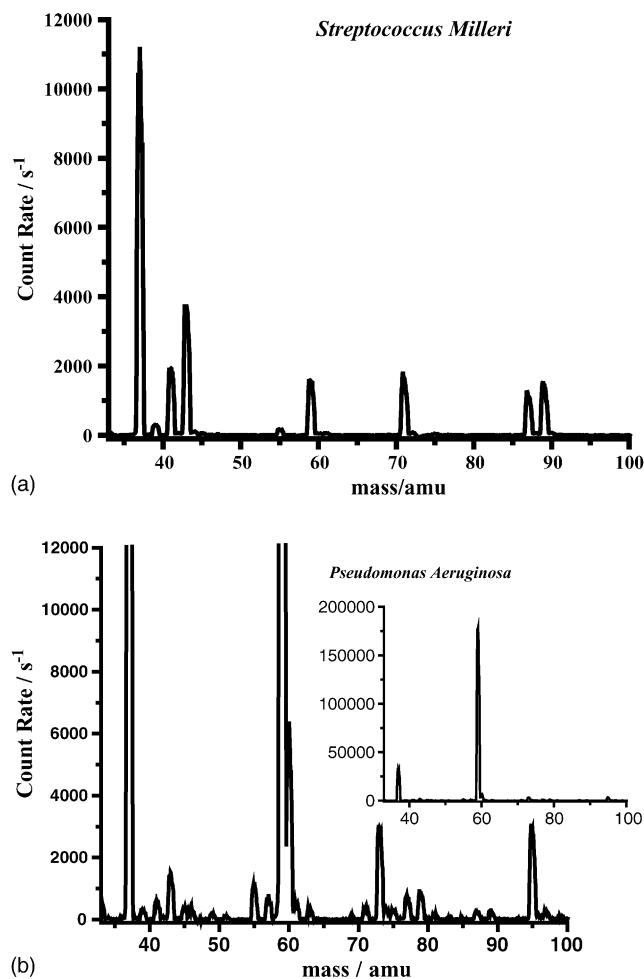 Streptococcus Milleri
12000
10000
8000
6000
4000
2000
0
Count Rate / s-1
40 50 60 70 80 90 100
mass/amu
(a)
Pseudomonas Aeruginosa
12000
10000
8000
6000
4000
2000
0
Count Rate / s-1
200000
150000
100000
50000
0
40 60 80 100
40 50 60 70 80 90 100
mass / amu
(b)